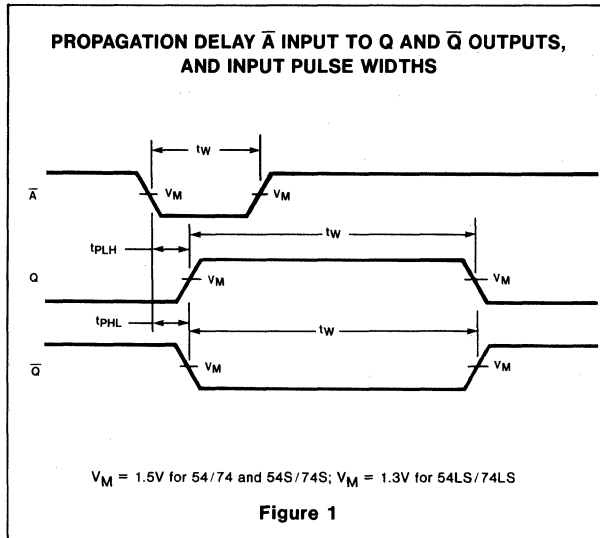 PROPAGATION DELAY A̅ INPUT TO Q AND Q̅ OUTPUTS,
AND INPUT PULSE WIDTHS
tW
A̅
VM
VM
tW
tPLH
Q
VM
VM
tPHL
tW
Q̅
VM
VM
VM = 1.5V for 54/74 and 54S/74S; VM = 1.3V for 54LS/74LS
Figure 1